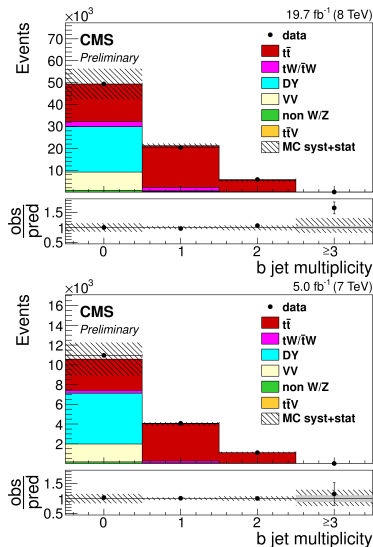 19.7 fb⁻¹ (8 TeV)
×10³
Events
CMS
Preliminary
data
tt̄
tW/t̄W
DY
VV
non W/Z
tt̄V
MC syst+stat
70
60
50
40
30
20
10
obs
pred
1.5
1
0.5
0 1 2 ≥3
b jet multiplicity
5.0 fb⁻¹ (7 TeV)
×10³
Events
CMS
Preliminary
data
tt̄
tW/t̄W
DY
VV
non W/Z
tt̄V
MC syst+stat
16
14
12
10
8
6
4
2
obs
pred
1.5
1
0.5
0 1 2 ≥3
b jet multiplicity